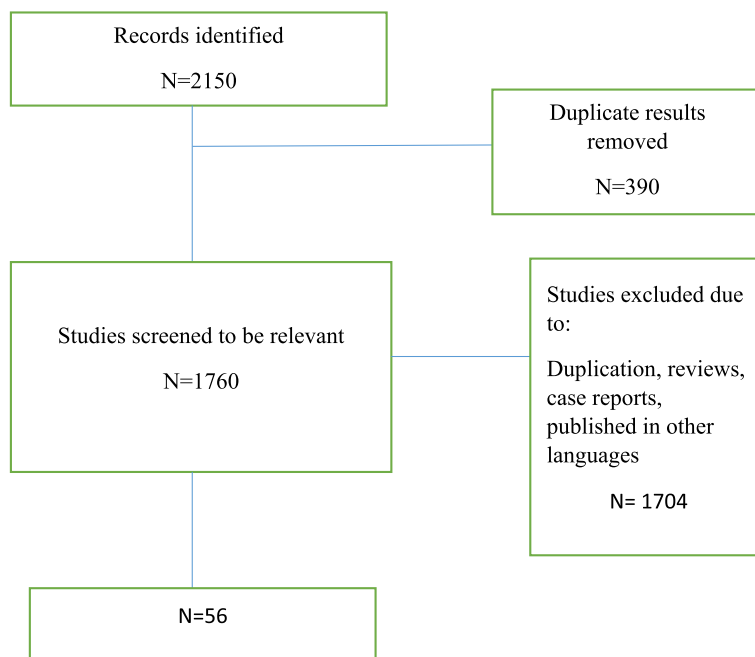 Records identified
N=2150
Duplicate results
removed
N=390
Studies screened to be relevant
N=1760
Studies excluded due
to:
Duplication, reviews,
case reports,
published in other
languages
N= 1704
N=56